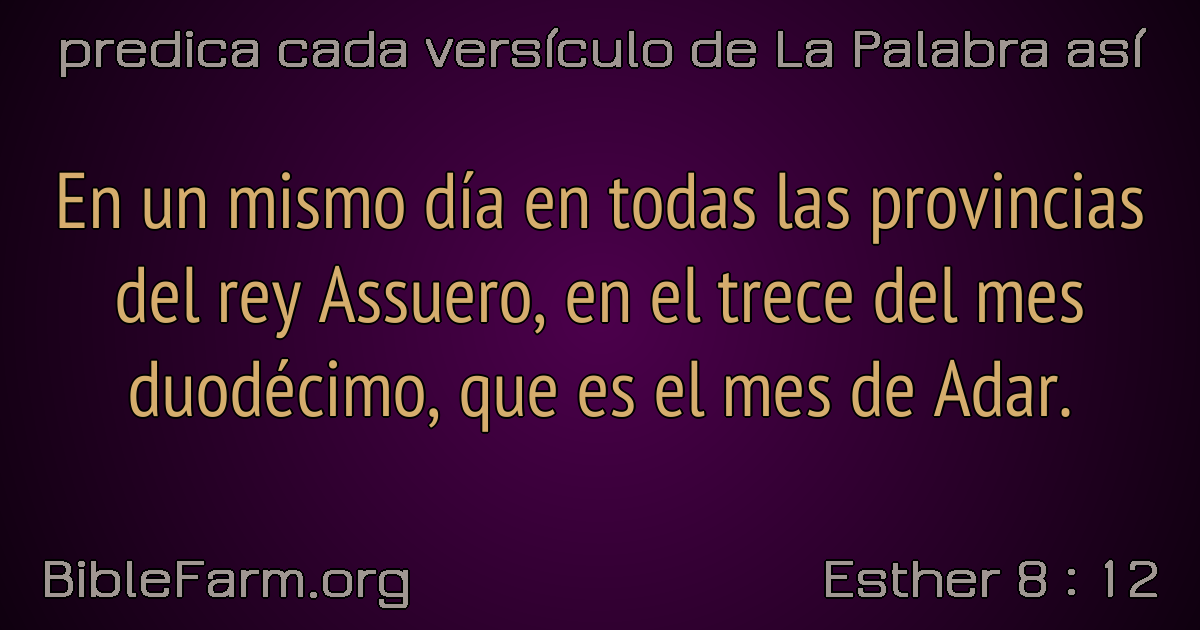 predica cada versículo de La Palabra así
En un mismo día en todas las provincias
del rey Assuero, en el trece del mes
duodécimo, que es el mes de Adar.
BibleFarm.org
Esther 8 : 12